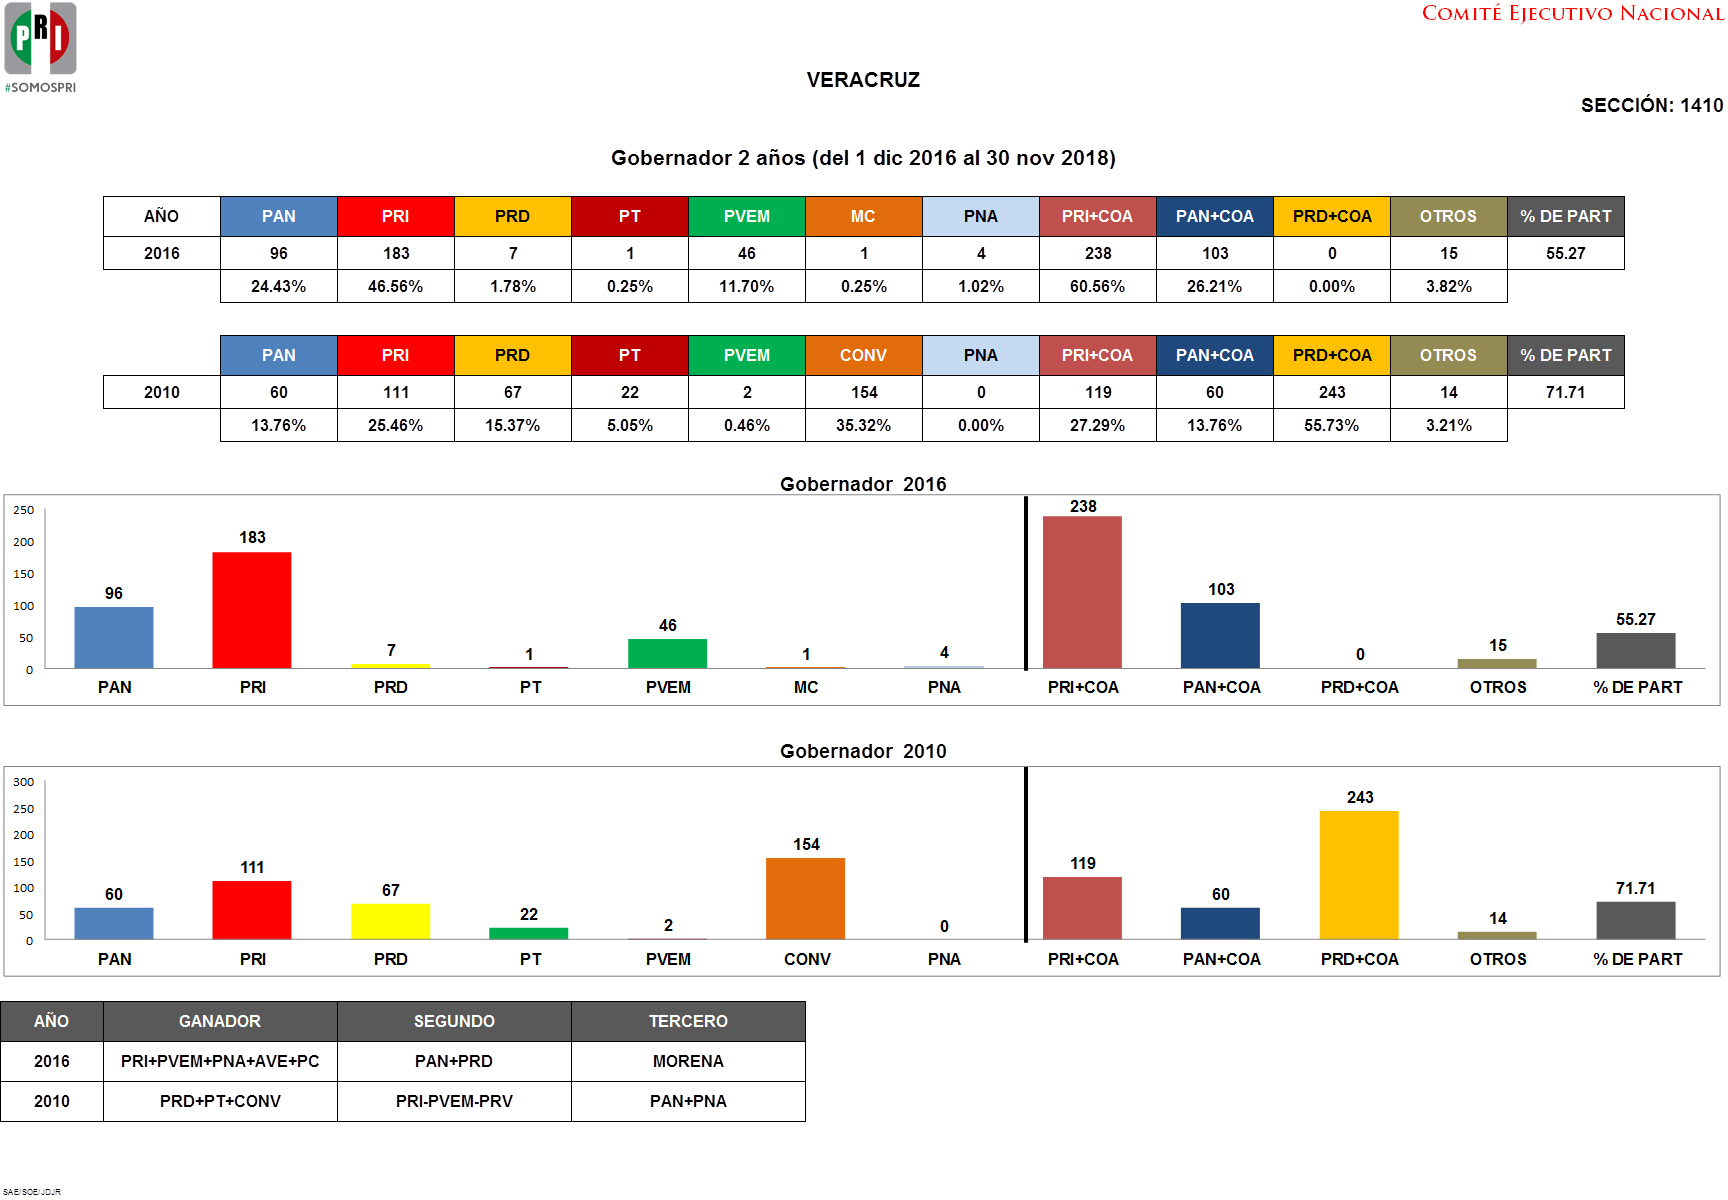 COMITÉ EJECUTIVO NACIONAL
PRI
#SOMOSPRI
VERACRUZ
SECCIÓN: 1410
Gobernador 2 años (del 1 dic 2016 al 30 nov 2018)
AÑO PAN PRI PRD PT PVEM MC PNA PRI+COA PAN+COA PRD+COA OTROS % DE PART
2016 96 183 7 1 46 1 4 238 103 0 15 55.27
24.43% 46.56% 1.78% 0.25% 11.70% 0.25% 1.02% 60.56% 26.21% 0.00% 3.82%
PAN PRI PRD PT PVEM CONV PNA PRI+COA PAN+COA PRD+COA OTROS % DE PART
2010 60 111 67 22 2 154 0 119 60 243 14 71.71
13.76% 25.46% 15.37% 5.05% 0.46% 35.32% 0.00% 27.29% 13.76% 55.73% 3.21%
Gobernador 2016
250
200
150
100
50
0
96 183 7 1 46 1 4 238 103 0 15 55.27
PAN PRI PRD PT PVEM MC PNA PRI+COA PAN+COA PRD+COA OTROS % DE PART
Gobernador 2010
300
250
200
150
100
50
0
60 111 67 22 2 154 0 119 60 243 14 71.71
PAN PRI PRD PT PVEM CONV PNA PRI+COA PAN+COA PRD+COA OTROS % DE PART
AÑO GANADOR SEGUNDO TERCERO
2016 PRI+PVEM+PNA+AVE+PC PAN+PRD MORENA
2010 PRD+PT+CONV PRI-PVEM-PRV PAN+PNA
SAE/SOE/JDJR